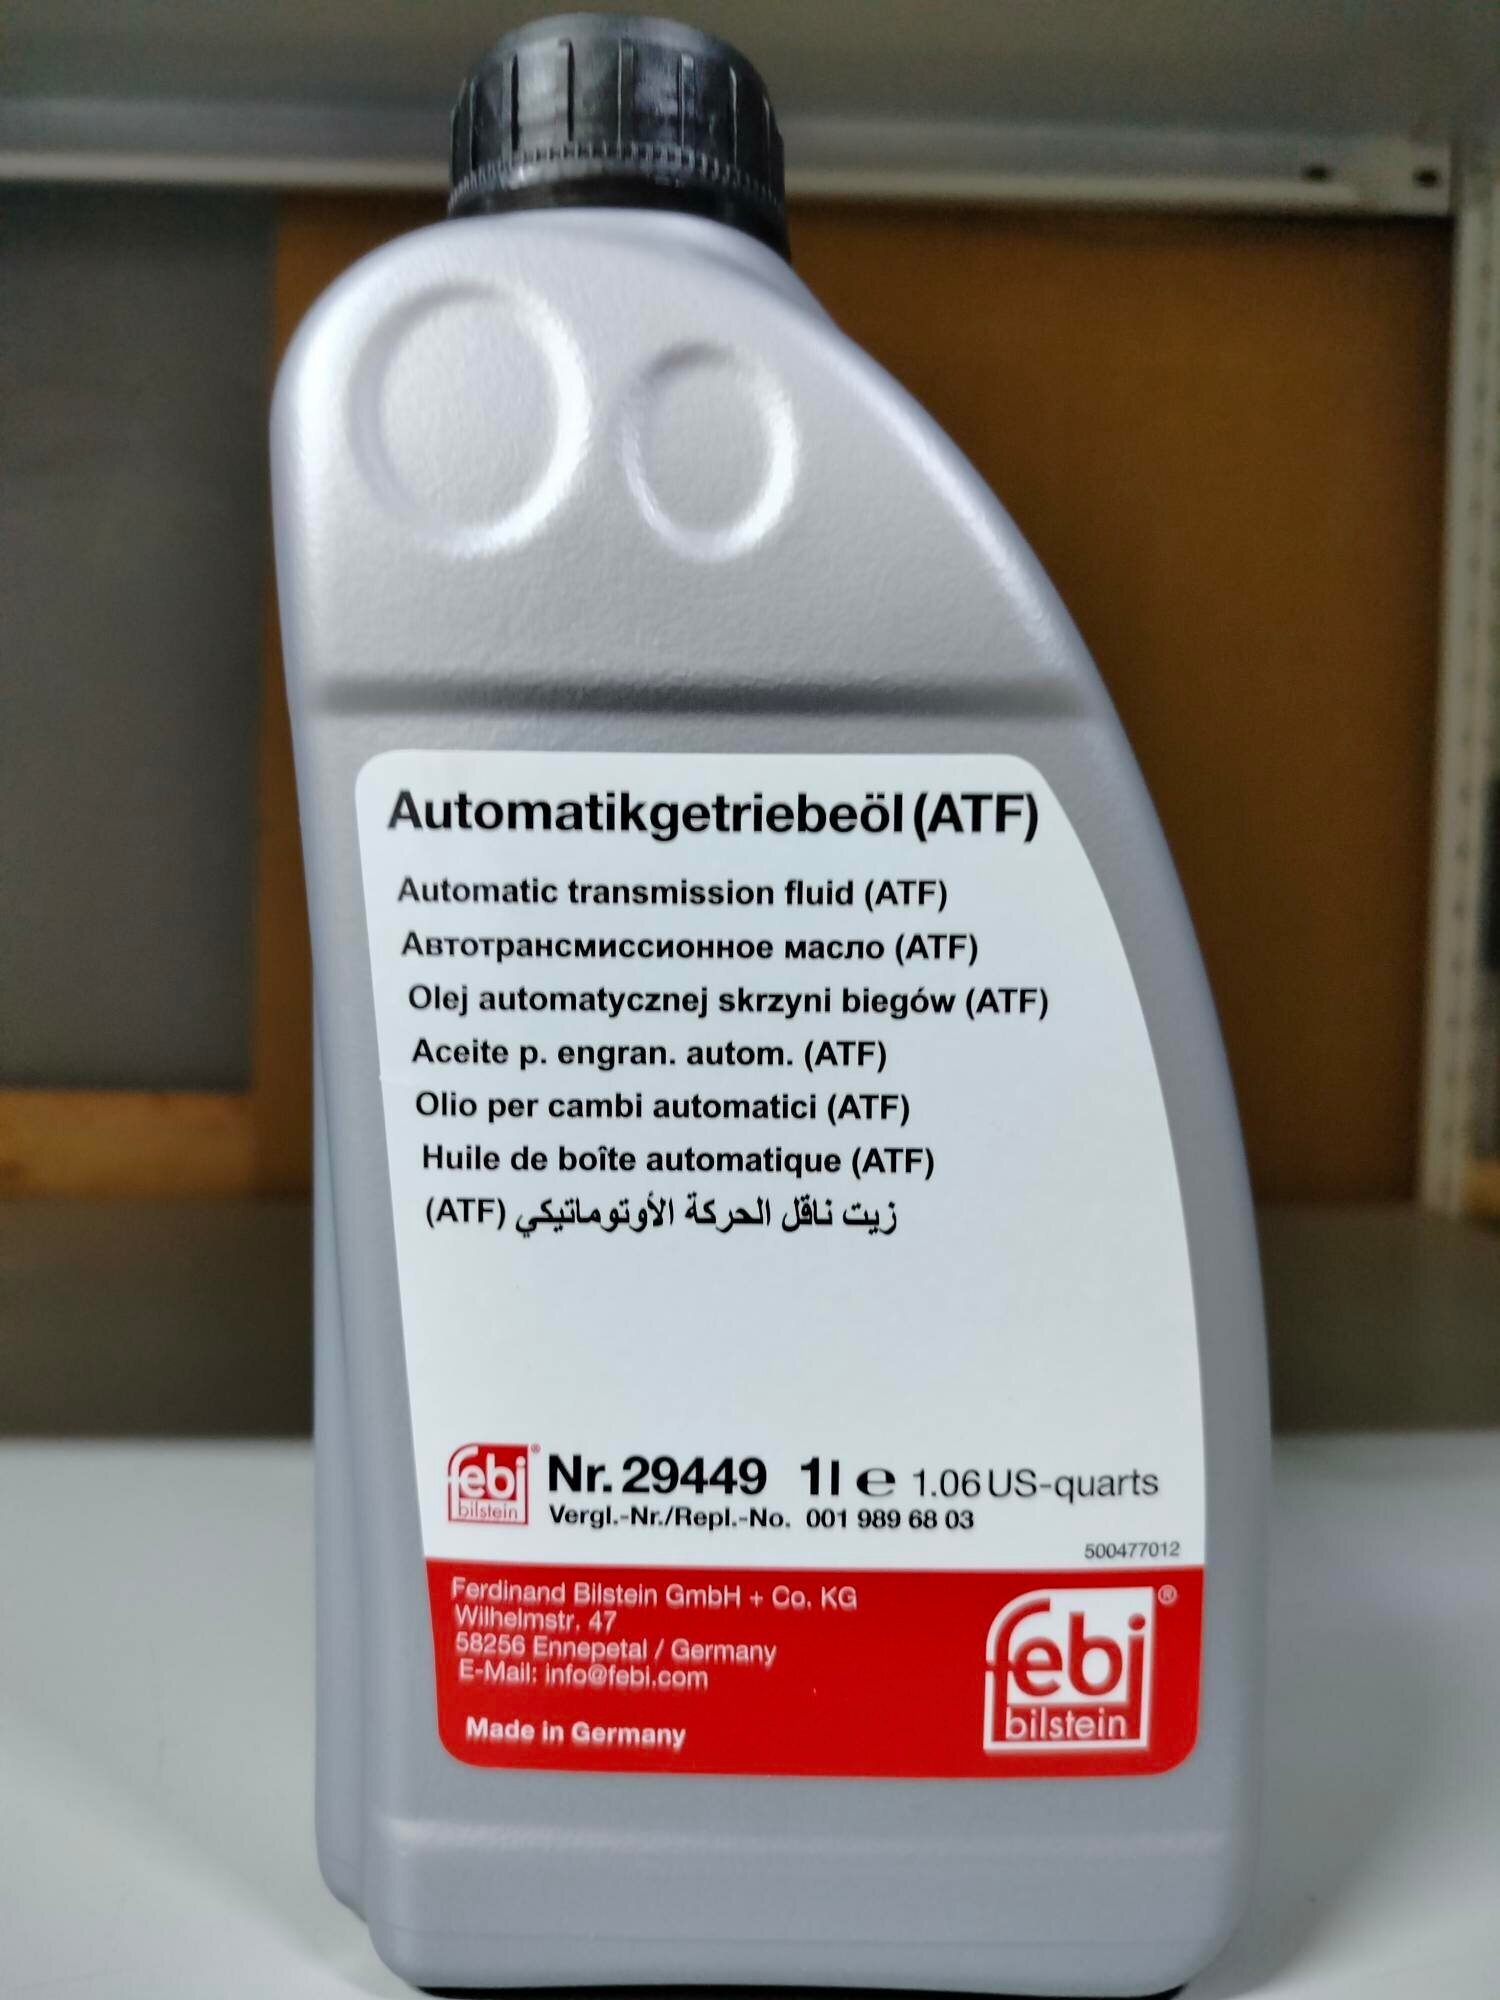 Automatikgetriebeöl (ATF)
Automatic transmission fluid (ATF)
Автотрансмиссионное масло (ATF)
Olej automatycznej skrzyni biegów (ATF)
Aceite p. engran. autom. (ATF)
Olio per cambi automatici (ATF)
Huile de boîte automatique (ATF)
زيت ناقل الحركة الأوتوماتيكي (ATF)
febi® Nr. 29449 1l ℮ 1.06 US-quarts
bilstein Vergl.-Nr./Repl.-No. 001 989 68 03
500477012
Ferdinand Bilstein GmbH + Co. KG
Wilhelmstr. 47
58256 Ennepetal / Germany
E-Mail: info@febi.com
Made in Germany
febi®
bilstein